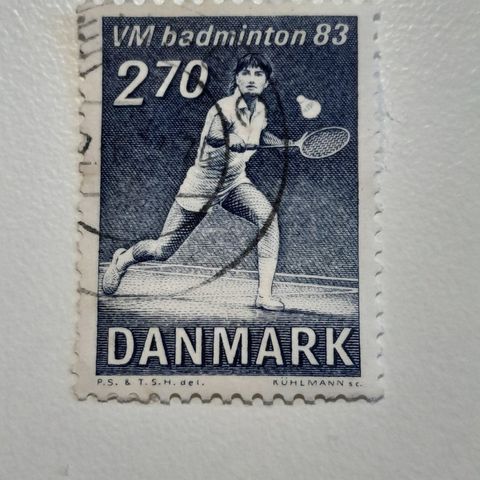 VM badminton 83
2 70
DANMARK
P.S. & T.S.H. del. KÜHLMANN sc.